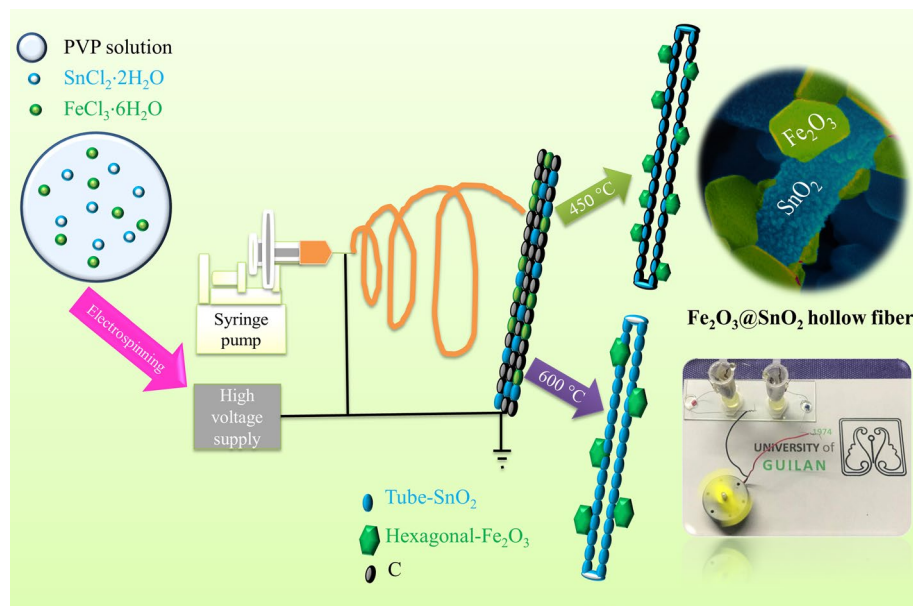 PVP solution
SnCl₂·2H₂O
FeCl₃·6H₂O
Electrospinning
Syringe
pump
High
voltage
supply
450 °C
600 °C
Fe₂O₃
SnO₂
Fe₂O₃@SnO₂ hollow fiber
1974
UNIVERSITY of
GUILAN
Tube-SnO₂
Hexagonal-Fe₂O₃
C